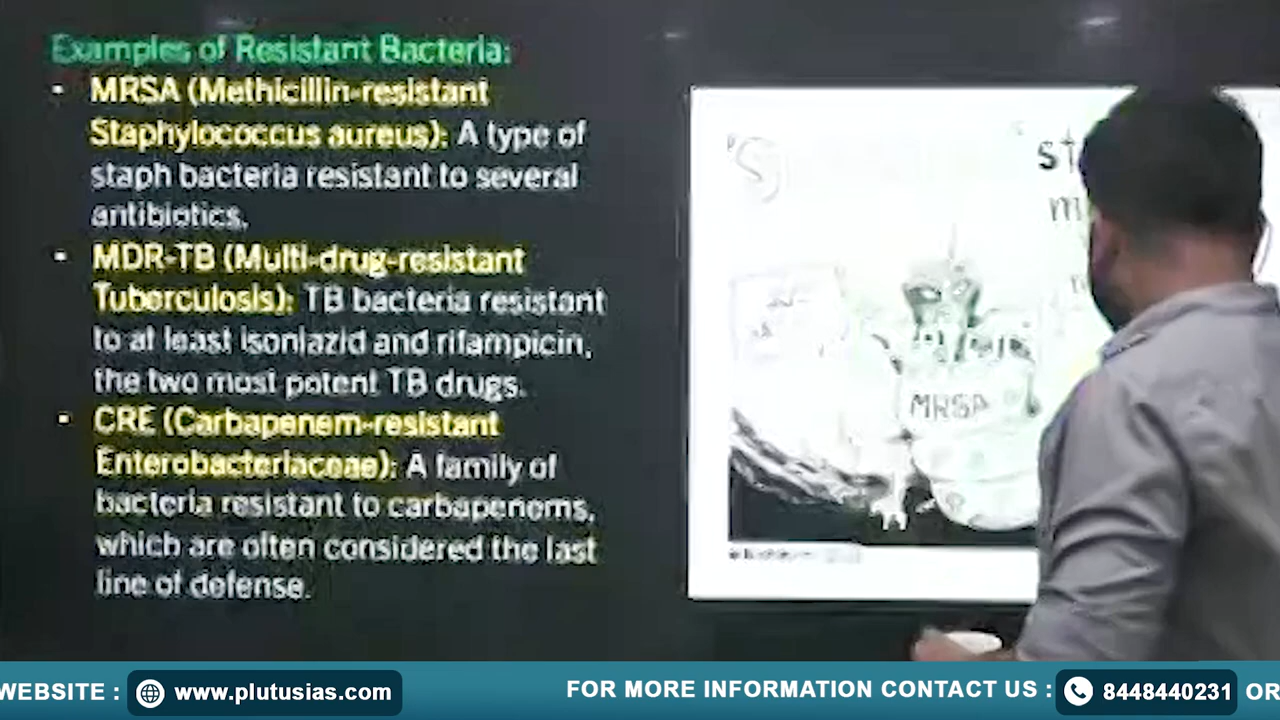 Examples of Resistant Bacteria:
• MRSA (Methicillin-resistant
Staphylococcus aureus): A type of
staph bacteria resistant to several
antibiotics.
• MDR-TB (Multi-drug-resistant
Tuberculosis): TB bacteria resistant
to at least isoniazid and rifampicin,
the two most potent TB drugs.
• CRE (Carbapenem-resistant
Enterobacteriaceae): A family of
bacteria resistant to carbapenems,
which are often considered the last
line of defense.
MRSA
WEBSITE : www.plutusias.com
FOR MORE INFORMATION CONTACT US : 8448440231 OR